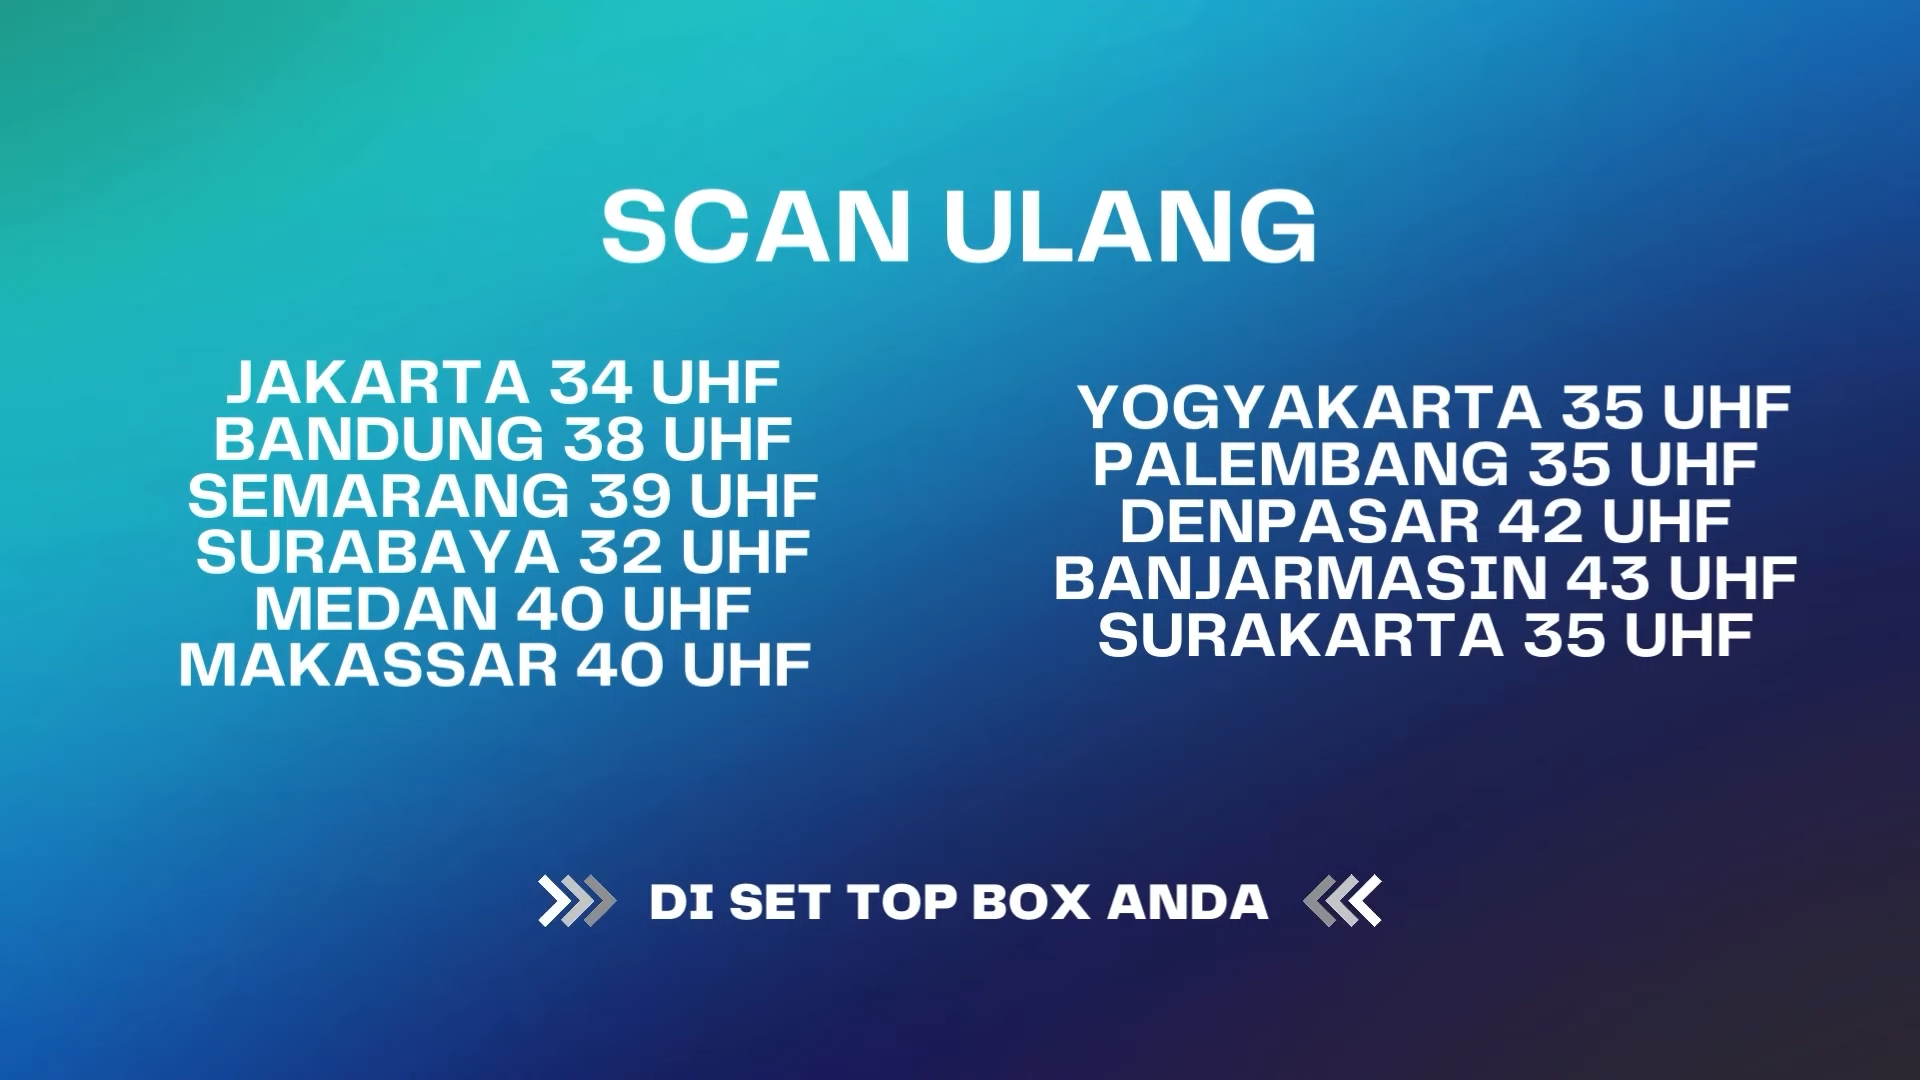 SCAN ULANG
JAKARTA 34 UHF
BANDUNG 38 UHF
SEMARANG 39 UHF
SURABAYA 32 UHF
MEDAN 40 UHF
MAKASSAR 40 UHF
YOGYAKARTA 35 UHF
PALEMBANG 35 UHF
DENPASAR 42 UHF
BANJARMASIN 43 UHF
SURAKARTA 35 UHF
DI SET TOP BOX ANDA